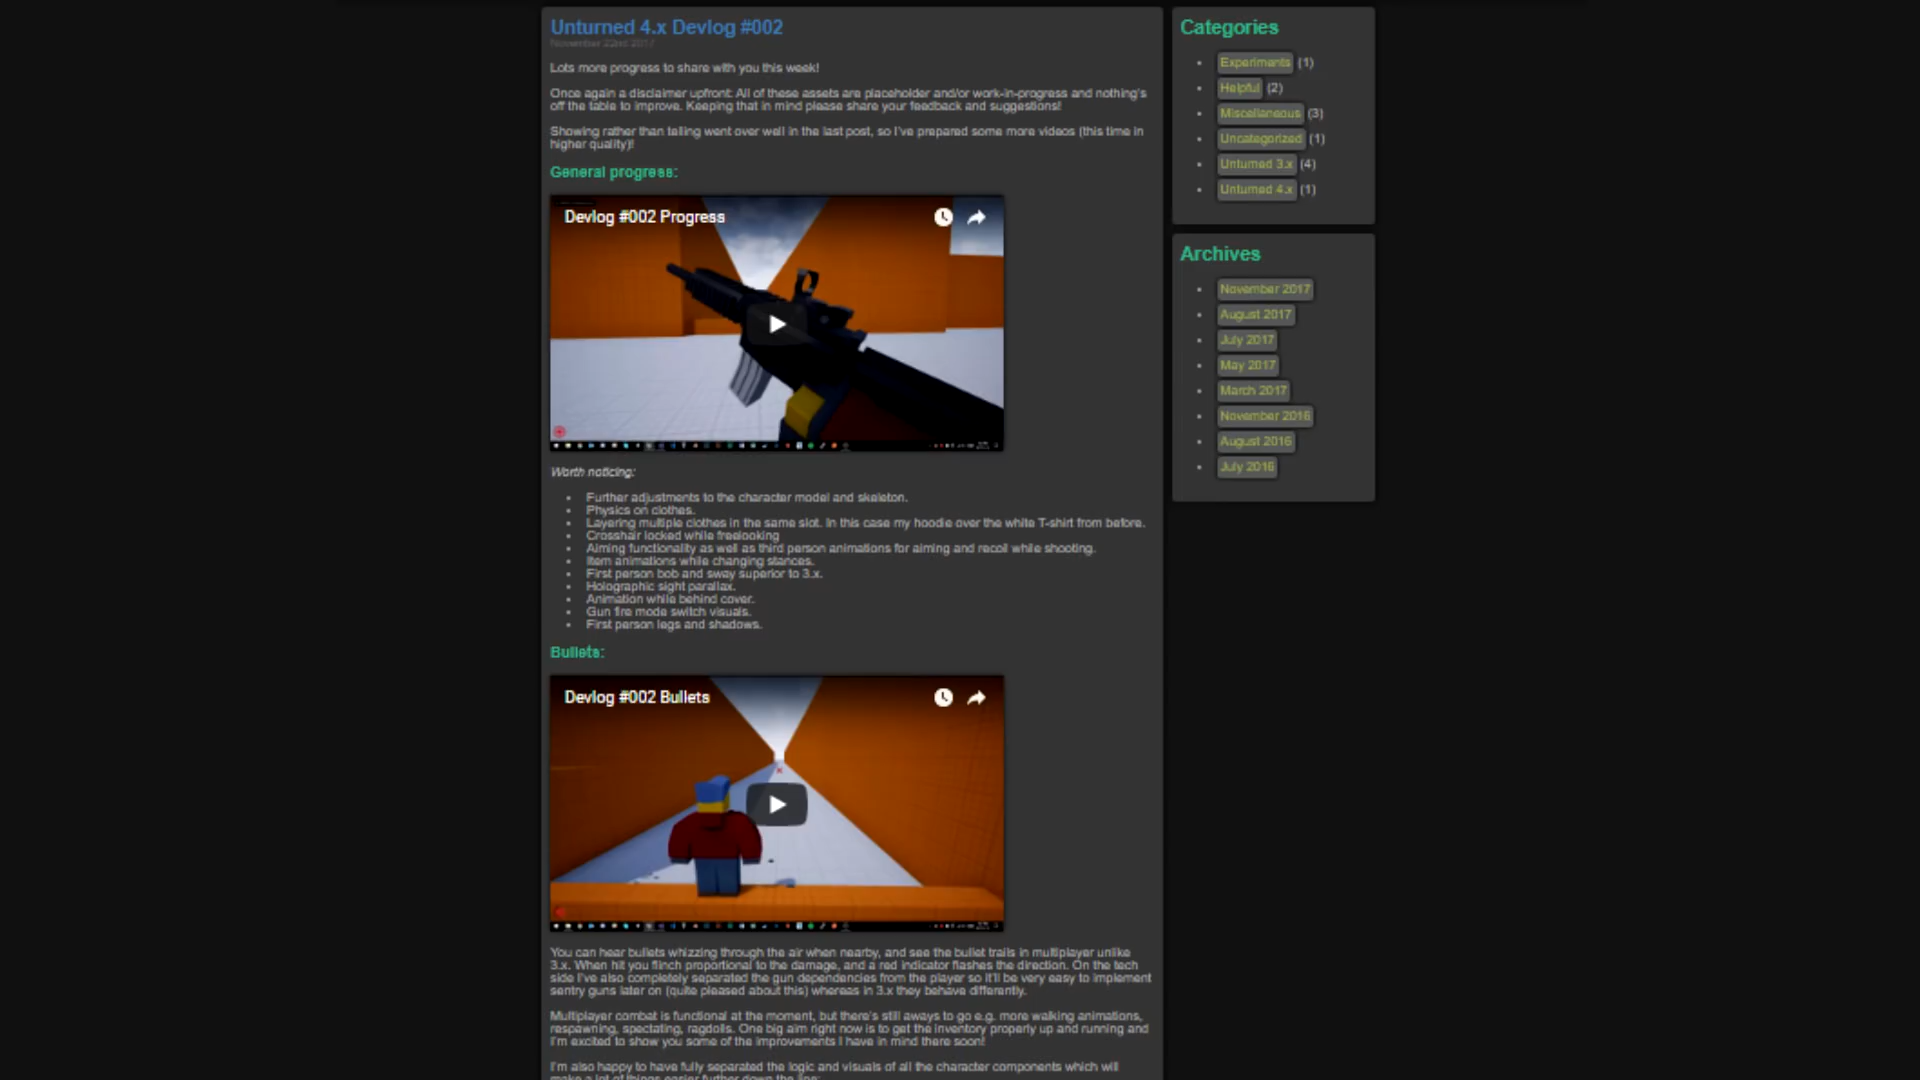 Unturned 4.x Devlog #002
November 22nd 2017
Lots more progress to share with you this week!
Once again a disclaimer upfront: All of these assets are placeholder and/or work-in-progress and nothing's
off the table to improve. Keeping that in mind please share your feedback and suggestions!
Showing rather than telling went over well in the last post, so I've prepared some more videos (this time in
higher quality)!
General progress:
Devlog #002 Progress
Worth noticing:
Further adjustments to the character model and skeleton.
Physics on clothes.
Layering multiple clothes in the same slot. In this case my hoodie over the white T-shirt from before.
Crosshair locked while freelooking
Aiming functionality as well as third person animations for aiming and recoil while shooting.
Item animations while changing stances.
First person bob and sway superior to 3.x.
Holographic sight parallax.
Animation while behind cover.
Gun fire mode switch visuals.
First person legs and shadows.
Bullets:
Devlog #002 Bullets
You can hear bullets whizzing through the air when nearby, and see the bullet trails in multiplayer unlike
3.x. When hit you flinch proportional to the damage, and a red indicator flashes the direction. On the tech
side I've also completely separated the gun dependencies from the player so it'll be very easy to implement
sentry guns later on (quite pleased about this) whereas in 3.x they behave differently.
Multiplayer combat is functional at the moment, but there's still aways to go e.g. more walking animations,
respawning, spectating, ragdolls. One big aim right now is to get the inventory properly up and running and
I'm excited to show you some of the improvements I have in mind there soon!
I'm also happy to have fully separated the logic and visuals of all the character components which will
make a lot of things easier further down the line:
Categories
Experiments (1)
Helpful (2)
Miscellaneous (3)
Uncategorized (1)
Unturned 3.x (4)
Unturned 4.x (1)
Archives
November 2017
August 2017
July 2017
May 2017
March 2017
November 2016
August 2016
July 2016